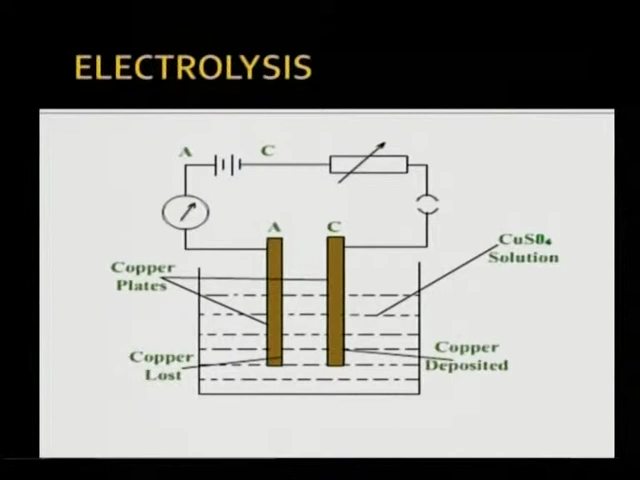 ELECTROLYSIS
A C
A C
CuS0₄
Solution
Copper
Plates
Copper
Lost
Copper
Deposited